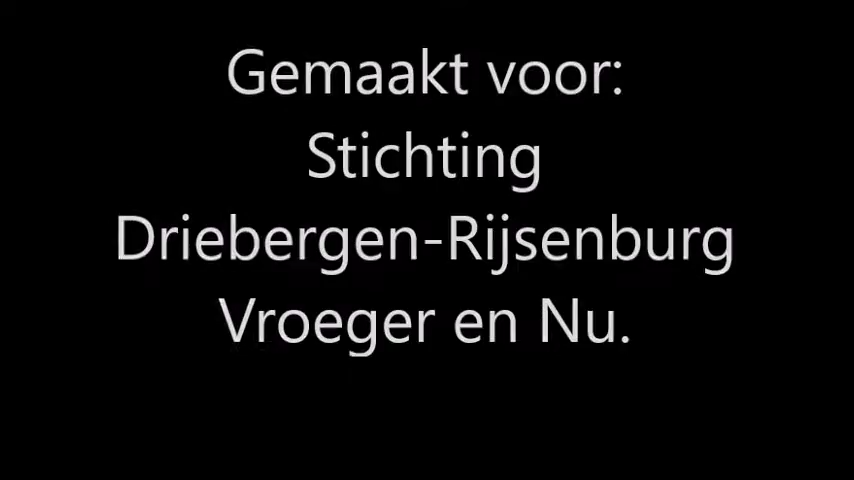 Gemaakt voor:
Stichting
Driebergen-Rijsenburg
Vroeger en Nu.